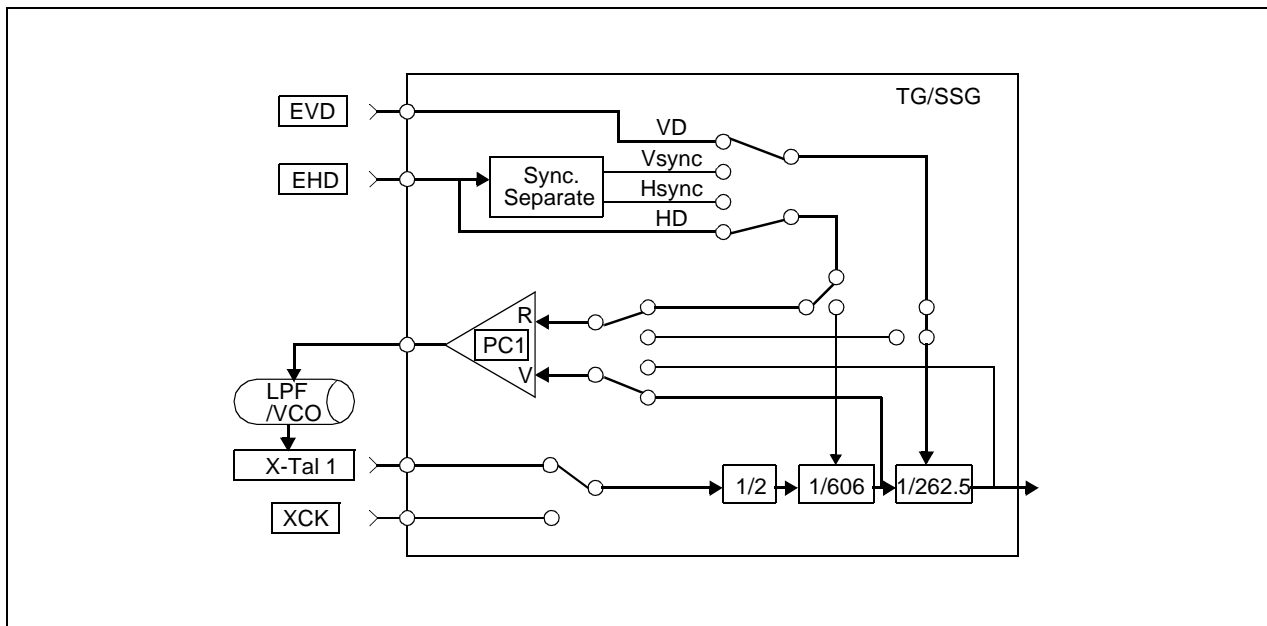 TG/SSG
EVD
VD
EHD
Sync.
Separate
Vsync
Hsync
HD
R
PC1
V
LPF
/VCO
X-Tal 1
1/2
1/606
1/262.5
XCK